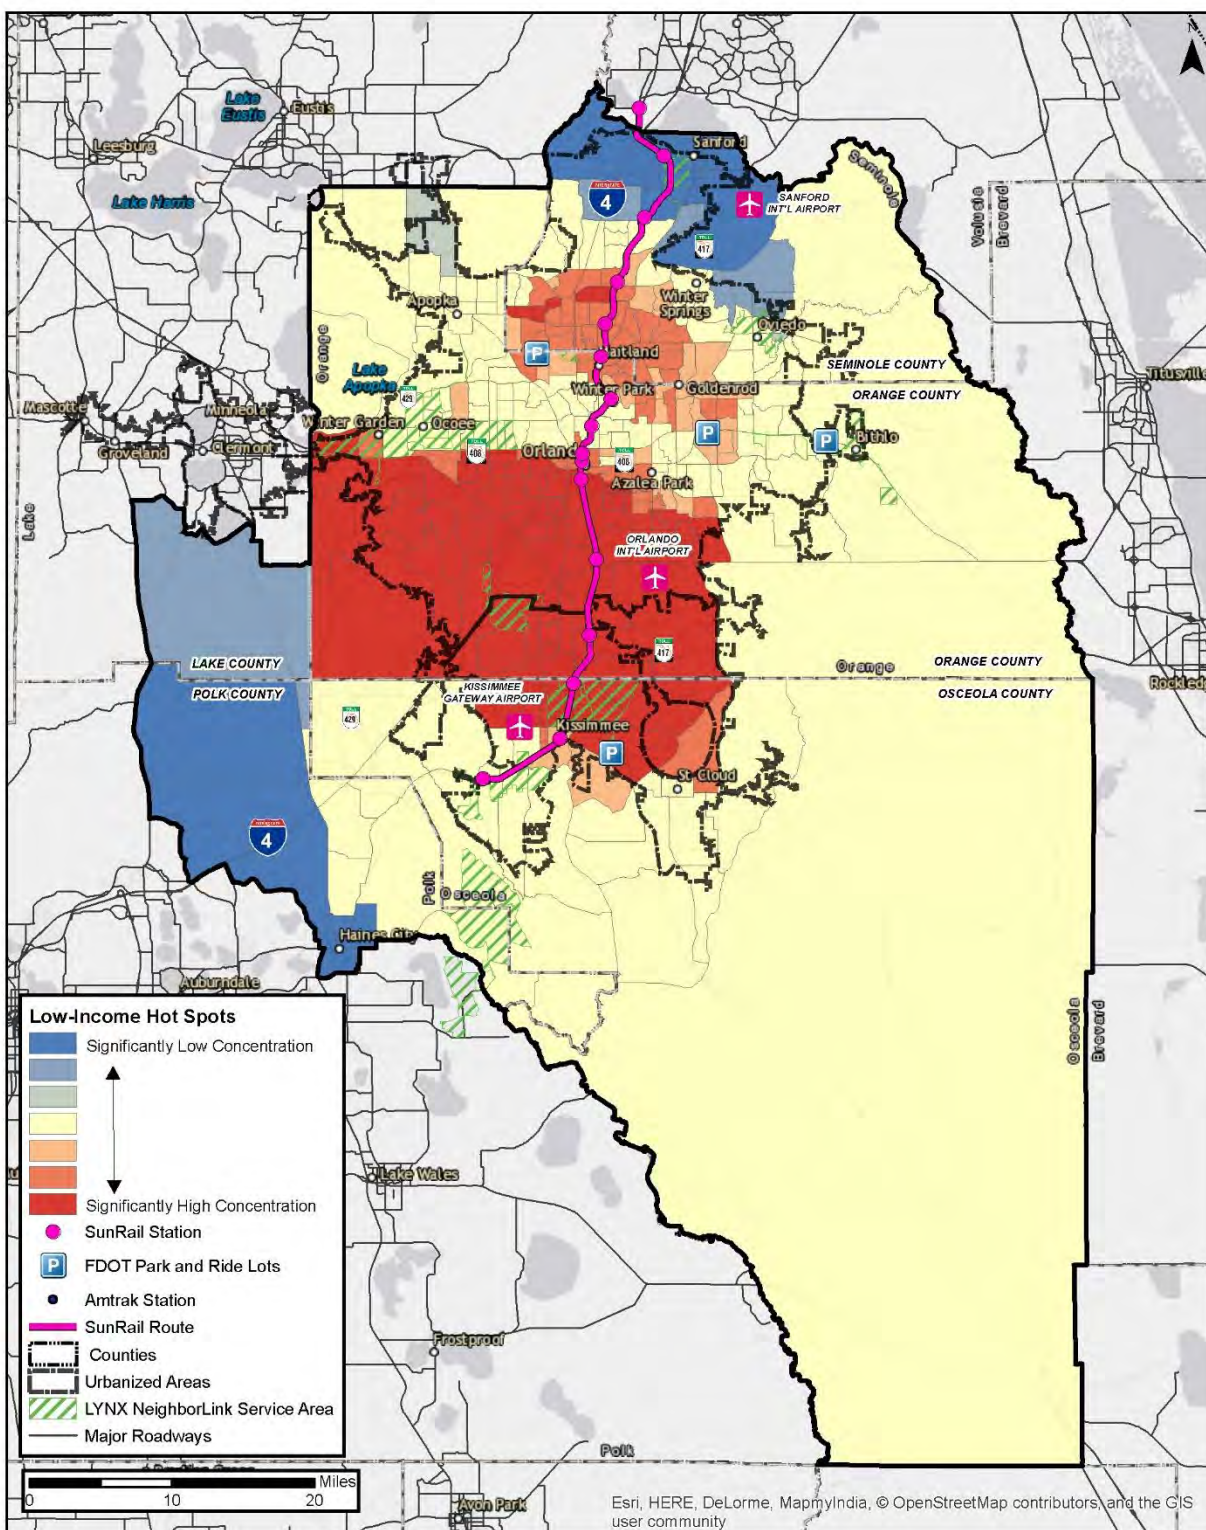 N
Lake
Eustis
Eustis
Leesburg
Lake Harris
Sanford
4
SANFORD
INT'L AIRPORT
Seminole
Volusia
Brevard
417
Apopka
Winter
Springs
Oviedo
Orange
Lake
Apopka
Maitland
SEMINOLE COUNTY
Titusville
Winter Park
Goldenrod
ORANGE COUNTY
429
Mascotte
Minneola
Winter Garden
Ocoee
Groveland
Clermont
408
Orland
408
Bithlo
Azalea Park
Lake
ORLANDO
INT'L AIRPORT
417
LAKE COUNTY
Orange
ORANGE COUNTY
POLK COUNTY
KISSIMMEE
GATEWAY AIRPORT
OSCEOLA COUNTY
Rockledg
429
Kissimmee
St Cloud
4
Polk
Osceola
Haines City
Auburndale
Osceola
Brevard
Low-Income Hot Spots
Significantly Low Concentration
Significantly High Concentration
SunRail Station
P FDOT Park and Ride Lots
Amtrak Station
SunRail Route
Counties
Urbanized Areas
LYNX NeighborLink Service Area
Major Roadways
Lake Wales
Frostproof
Polk
Miles
0 10 20
Avon Park
Esri, HERE, DeLorme, MapmyIndia, © OpenStreetMap contributors, and the GIS
user community